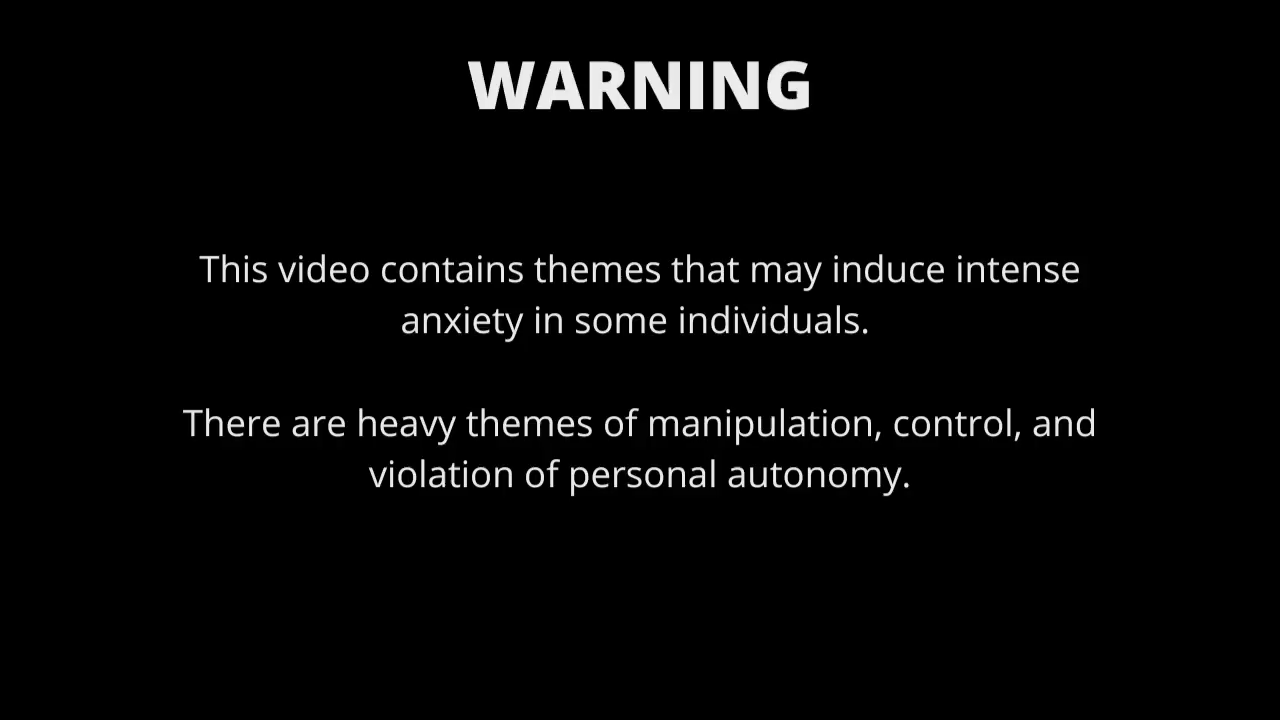 WARNING
This video contains themes that may induce intense
anxiety in some individuals.
There are heavy themes of manipulation, control, and
violation of personal autonomy.